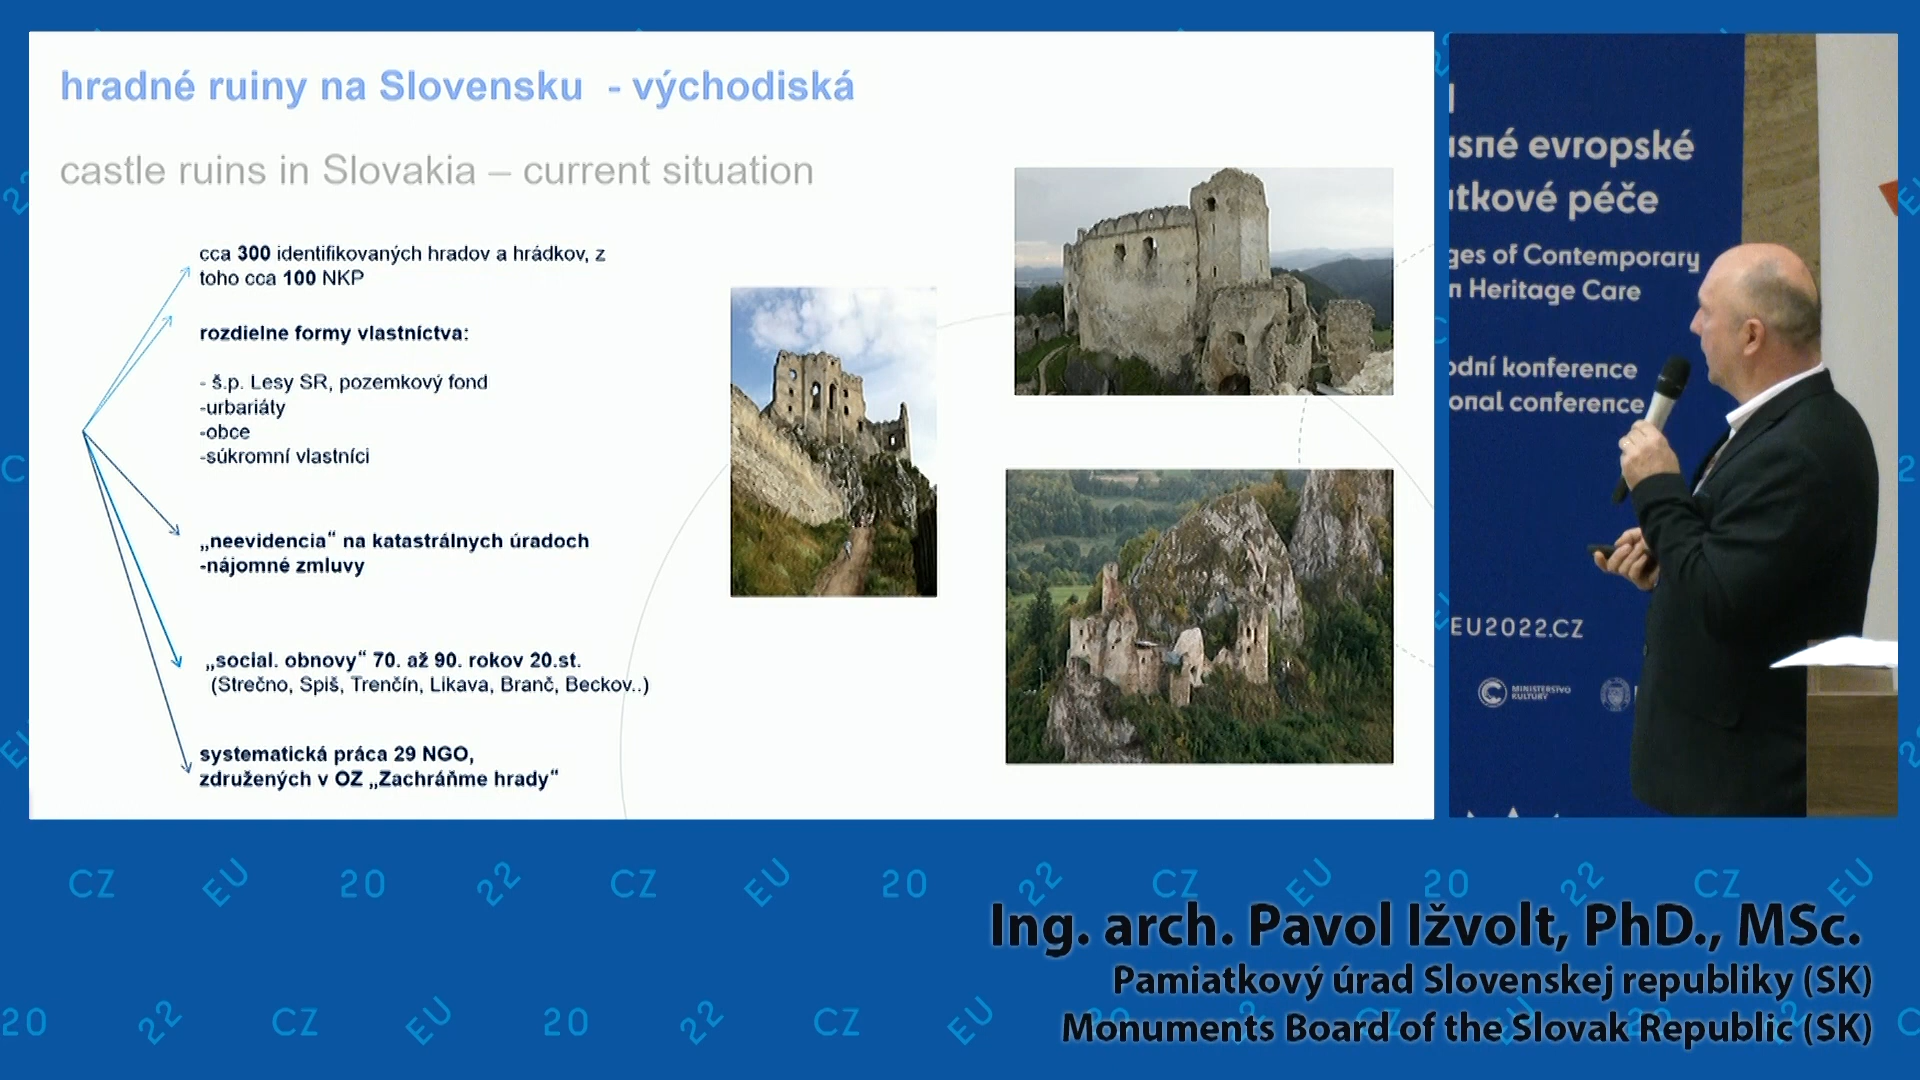 hradné ruiny na Slovensku - východiská
castle ruins in Slovakia – current situation
cca 300 identifikovaných hradov a hrádkov, z
toho cca 100 NKP
rozdielne formy vlastníctva:
- š.p. Lesy SR, pozemkový fond
-urbariáty
-obce
-súkromní vlastníci
„neevidencia“ na katastrálnych úradoch
-nájomné zmluvy
„social. obnovy“ 70. až 90. rokov 20.st.
(Strečno, Spiš, Trenčín, Likava, Branč, Beckov..)
systematická práca 29 NGO,
združených v OZ „Zachráňme hrady“
sné evropské
tkové péče
ges of Contemporary
n Heritage Care
odní konference
onal conference
EU2022.CZ
MINISTERSTVO
KULTURY
CZ EU 20 22 CZ EU 20 22 CZ EU 20 22 CZ EU
Ing. arch. Pavol Ižvolt, PhD., MSc.
Pamiatkový úrad Slovenskej republiky (SK)
20 22 CZ EU 20 22 CZ EU
Monuments Board of the Slovak Republic (SK)